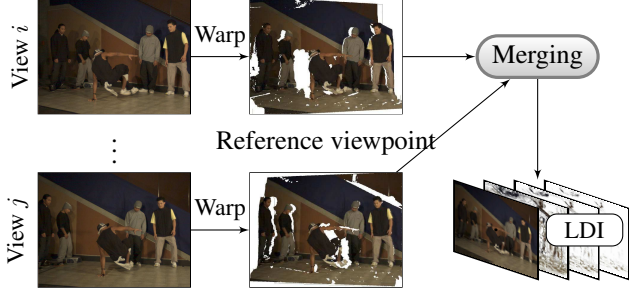 View i
Warp
Merging
Reference viewpoint
⋮
View j
Warp
LDI